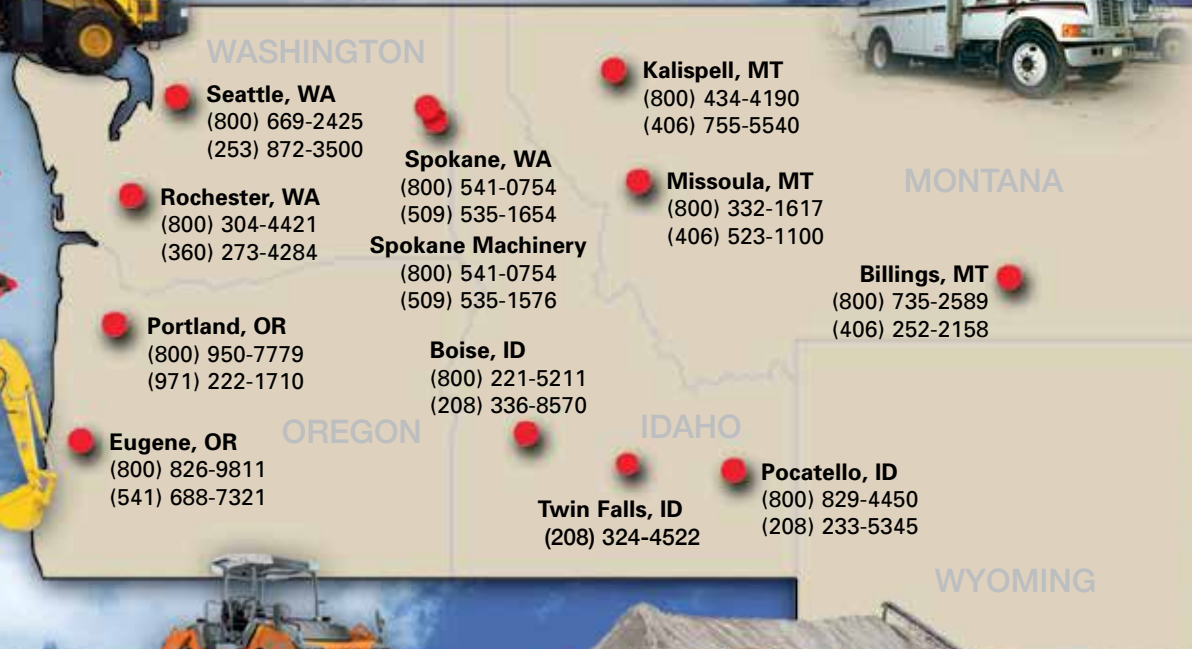 WASHINGTON
Seattle, WA
(800) 669-2425
(253) 872-3500
Rochester, WA
(800) 304-4421
(360) 273-4284
Spokane, WA
(800) 541-0754
(509) 535-1654
Spokane Machinery
(800) 541-0754
(509) 535-1576
Kalispell, MT
(800) 434-4190
(406) 755-5540
Missoula, MT
(800) 332-1617
(406) 523-1100
MONTANA
Billings, MT
(800) 735-2589
(406) 252-2158
Portland, OR
(800) 950-7779
(971) 222-1710
Eugene, OR
(800) 826-9811
(541) 688-7321
OREGON
Boise, ID
(800) 221-5211
(208) 336-8570
IDAHO
Twin Falls, ID
(208) 324-4522
Pocatello, ID
(800) 829-4450
(208) 233-5345
WYOMING